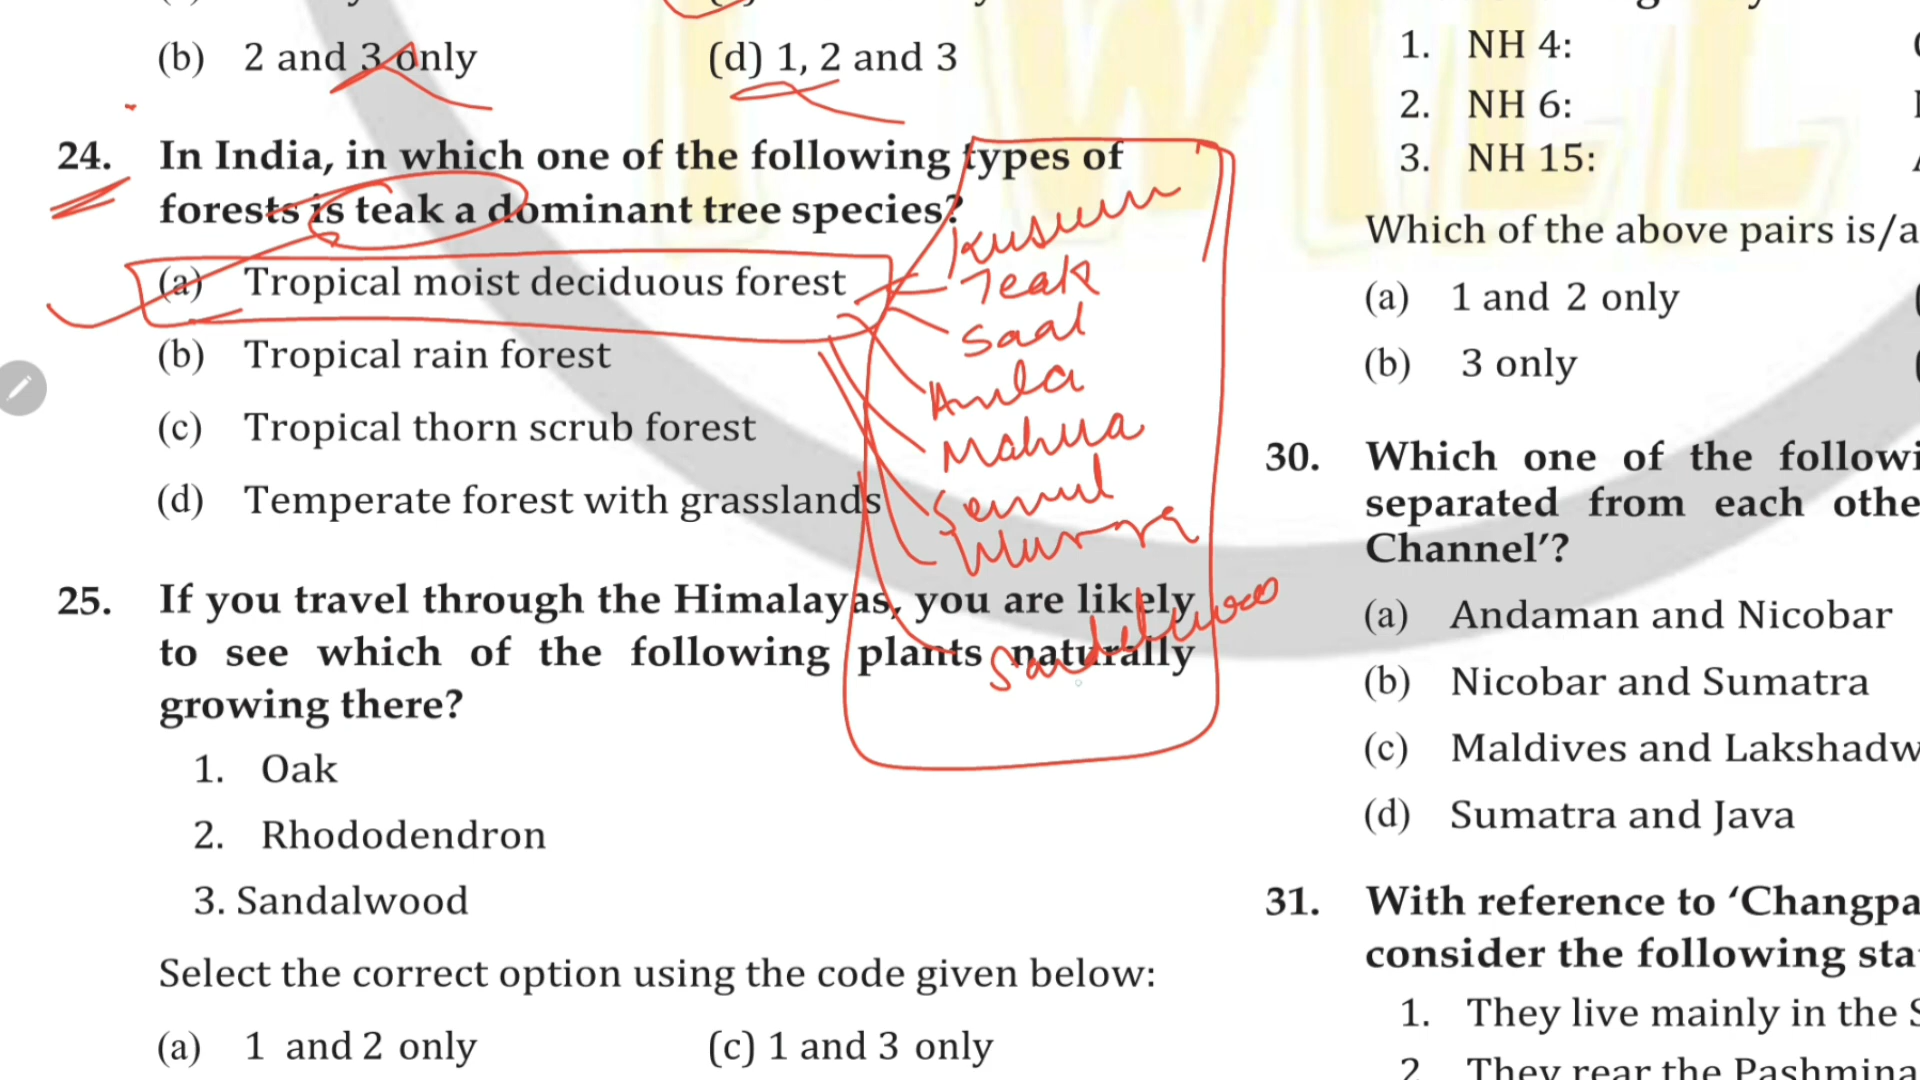 (b) 2 and 3 only (d) 1, 2 and 3
24. In India, in which one of the following types of
forests is teak a dominant tree species?
(a) Tropical moist deciduous forest
(b) Tropical rain forest
(c) Tropical thorn scrub forest
(d) Temperate forest with grasslands
Kusum
Teak
Saal
Amla
Mahua
Semul
Sandelwoo
25. If you travel through the Himalayas, you are likely
to see which of the following plants naturally
growing there?
1. Oak
2. Rhododendron
3. Sandalwood
Select the correct option using the code given below:
(a) 1 and 2 only (c) 1 and 3 only
1. NH 4:
2. NH 6:
3. NH 15:
Which of the above pairs is/a
(a) 1 and 2 only
(b) 3 only
30. Which one of the followi
separated from each othe
Channel’?
(a) Andaman and Nicobar
(b) Nicobar and Sumatra
(c) Maldives and Lakshadw
(d) Sumatra and Java
31. With reference to ‘Changpa
consider the following sta
1. They live mainly in the S
2. They rear the Pashmina
WILL